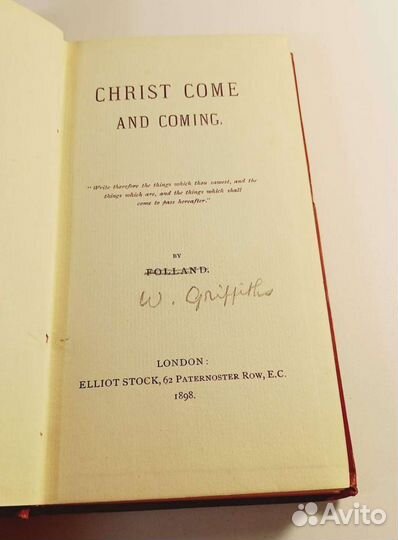 CHRIST COME
AND COMING.
"Write therefore the things which thou sawest, and the
things which are, and the things which shall
come to pass hereafter."
BY
FOLLAND.
W. Griffiths
LONDON:
ELLIOT STOCK, 62 PATERNOSTER ROW, E.C.
1898.
Avito